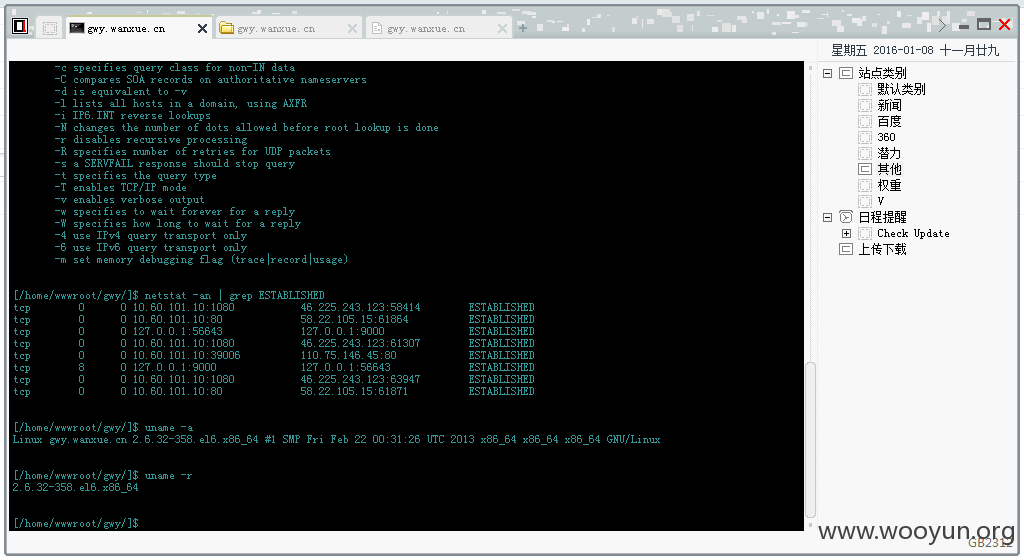 gwy.wanxue.cn
gwy.wanxue.cn
gwy.wanxue.cn
星期五 2016-01-08 十一月廿九
-c specifies query class for non-IN data
-C compares SOA records on authoritative nameservers
-d is equivalent to -v
-l lists all hosts in a domain, using AXFR
-i IP6.INT reverse lookups
-N changes the number of dots allowed before root lookup is done
-r disables recursive processing
-R specifies number of retries for UDP packets
-s a SERVFAIL response should stop query
-t specifies the query type
-T enables TCP/IP mode
-v enables verbose output
-w specifies to wait forever for a reply
-W specifies how long to wait for a reply
-4 use IPv4 query transport only
-6 use IPv6 query transport only
-m set memory debugging flag (trace|record|usage)
[/home/wwwroot/gwy/]$ netstat -an | grep ESTABLISHED
tcp 0 0 10.60.101.10:1080 46.225.243.123:58414 ESTABLISHED
tcp 0 0 10.60.101.10:80 58.22.105.15:61864 ESTABLISHED
tcp 0 0 127.0.0.1:56643 127.0.0.1:9000 ESTABLISHED
tcp 0 0 10.60.101.10:1080 46.225.243.123:61307 ESTABLISHED
tcp 0 0 10.60.101.10:39006 110.75.146.45:80 ESTABLISHED
tcp 8 0 127.0.0.1:9000 127.0.0.1:56643 ESTABLISHED
tcp 0 0 10.60.101.10:1080 46.225.243.123:63947 ESTABLISHED
tcp 0 0 10.60.101.10:80 58.22.105.15:61871 ESTABLISHED
[/home/wwwroot/gwy/]$ uname -a
Linux gwy.wanxue.cn 2.6.32-358.el6.x86_64 #1 SMP Fri Feb 22 00:31:26 UTC 2013 x86_64 x86_64 x86_64 GNU/Linux
[/home/wwwroot/gwy/]$ uname -r
2.6.32-358.el6.x86_64
[/home/wwwroot/gwy/]$
站点类别
默认类别
新闻
百度
360
潜力
其他
权重
V
日程提醒
Check Update
上传下载
www.wooyun.org
GB2312